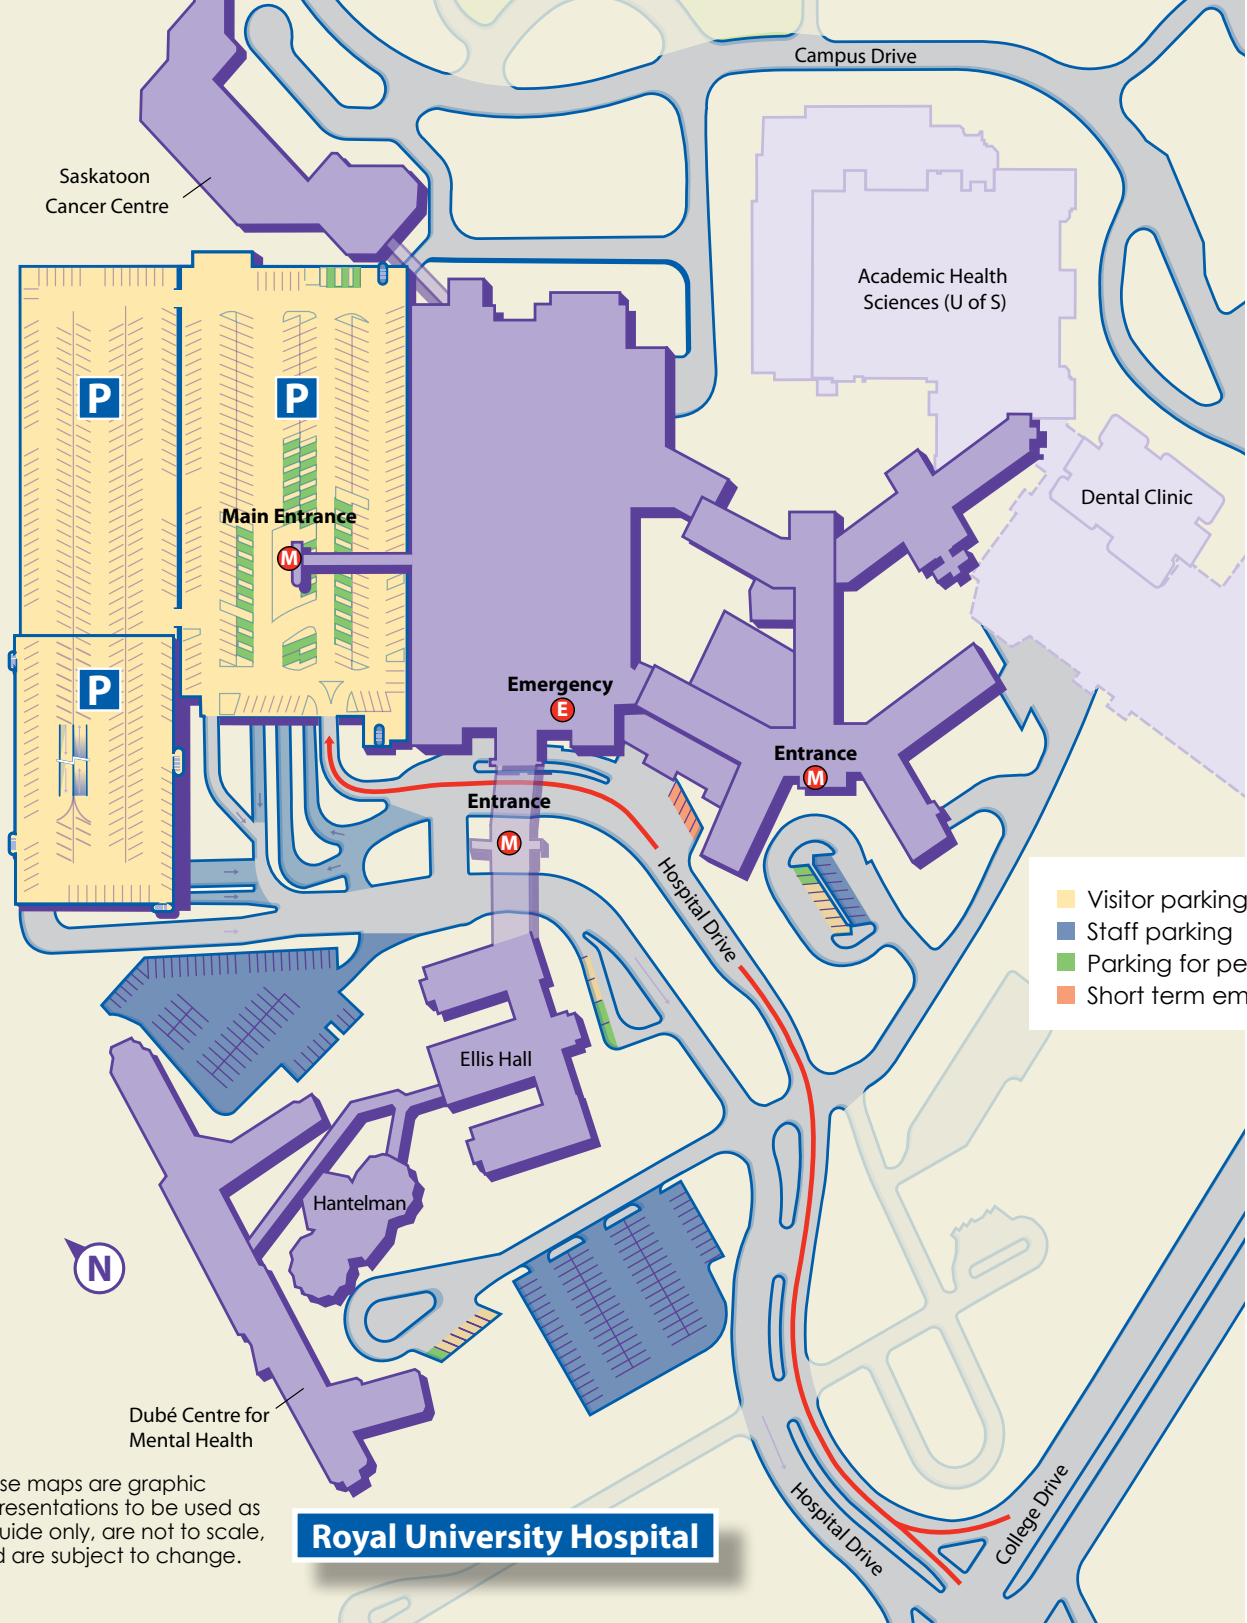 Campus Drive
Saskatoon
Cancer Centre
Academic Health
Sciences (U of S)
P
P
Dental Clinic
Main Entrance
M
P
Emergency
E
Entrance
M
Entrance
M
Hospital Drive
Visitor parking
Staff parking
Parking for pe
Short term em
Ellis Hall
Hantelman
N
Dubé Centre for
Mental Health
se maps are graphic
resentations to be used as
uide only, are not to scale,
d are subject to change.
Royal University Hospital
Hospital Drive
College Drive